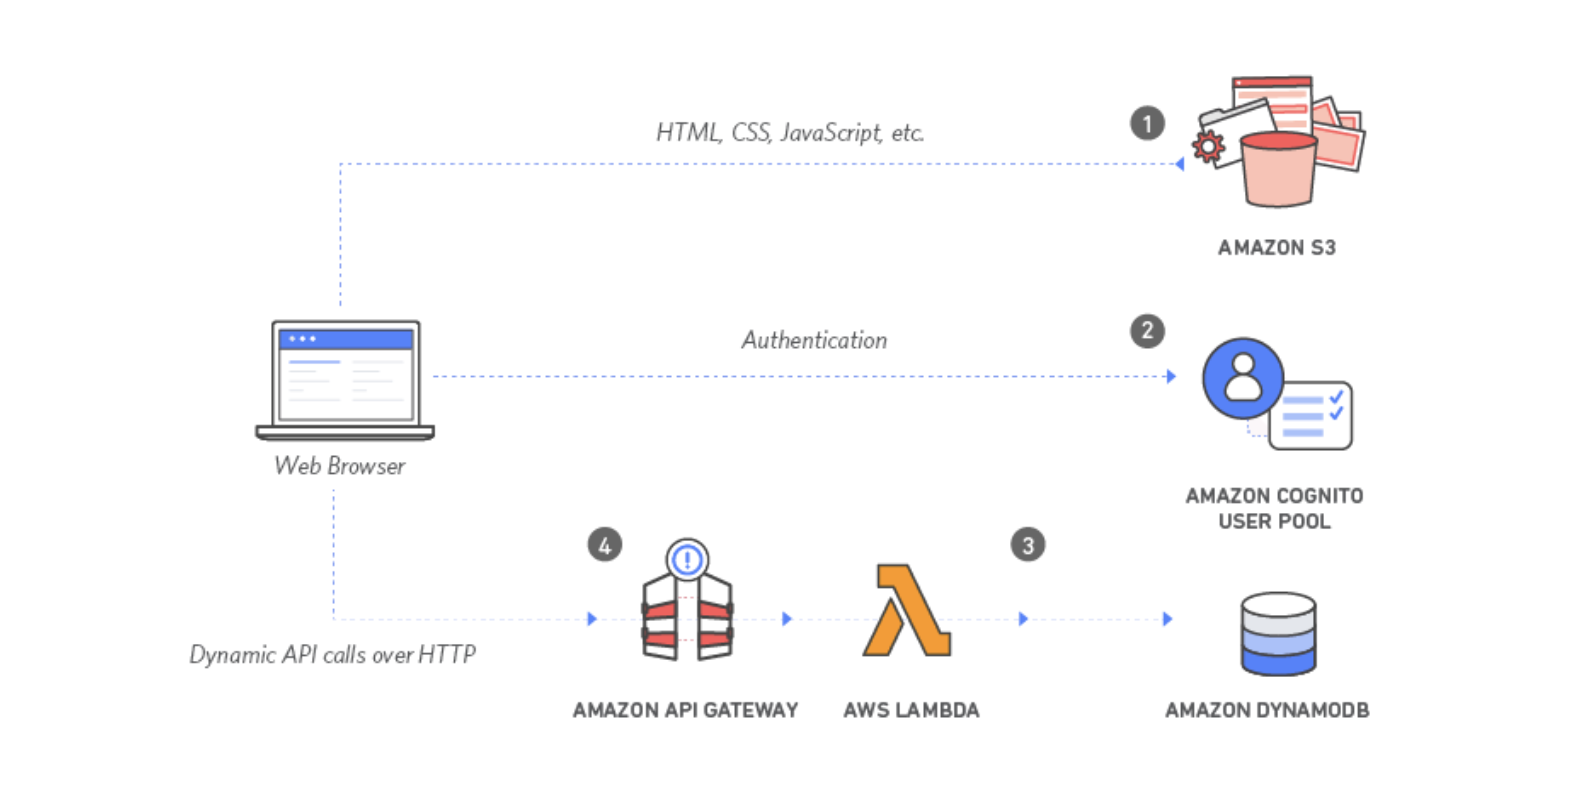 1
HTML, CSS, JavaScript, etc.
AMAZON S3
2
Authentication
Web Browser
AMAZON COGNITO
USER POOL
4
3
Dynamic API calls over HTTP
AMAZON API GATEWAY
AWS LAMBDA
AMAZON DYNAMODB